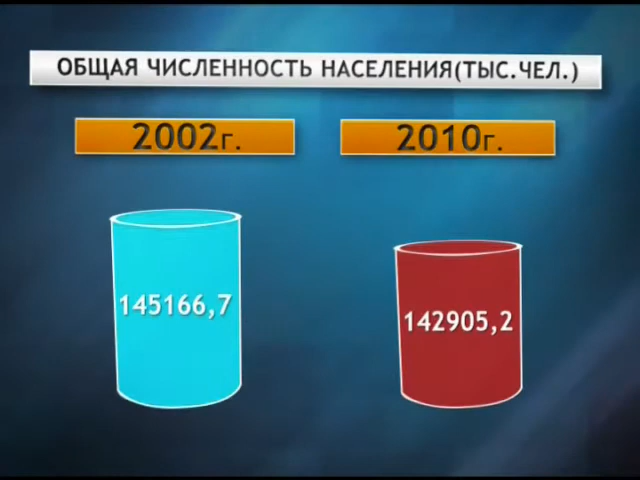 ОБЩАЯ ЧИСЛЕННОСТЬ НАСЕЛЕНИЯ(ТЫС.ЧЕЛ.)
2002г. 2010г.
145166,7 142905,2